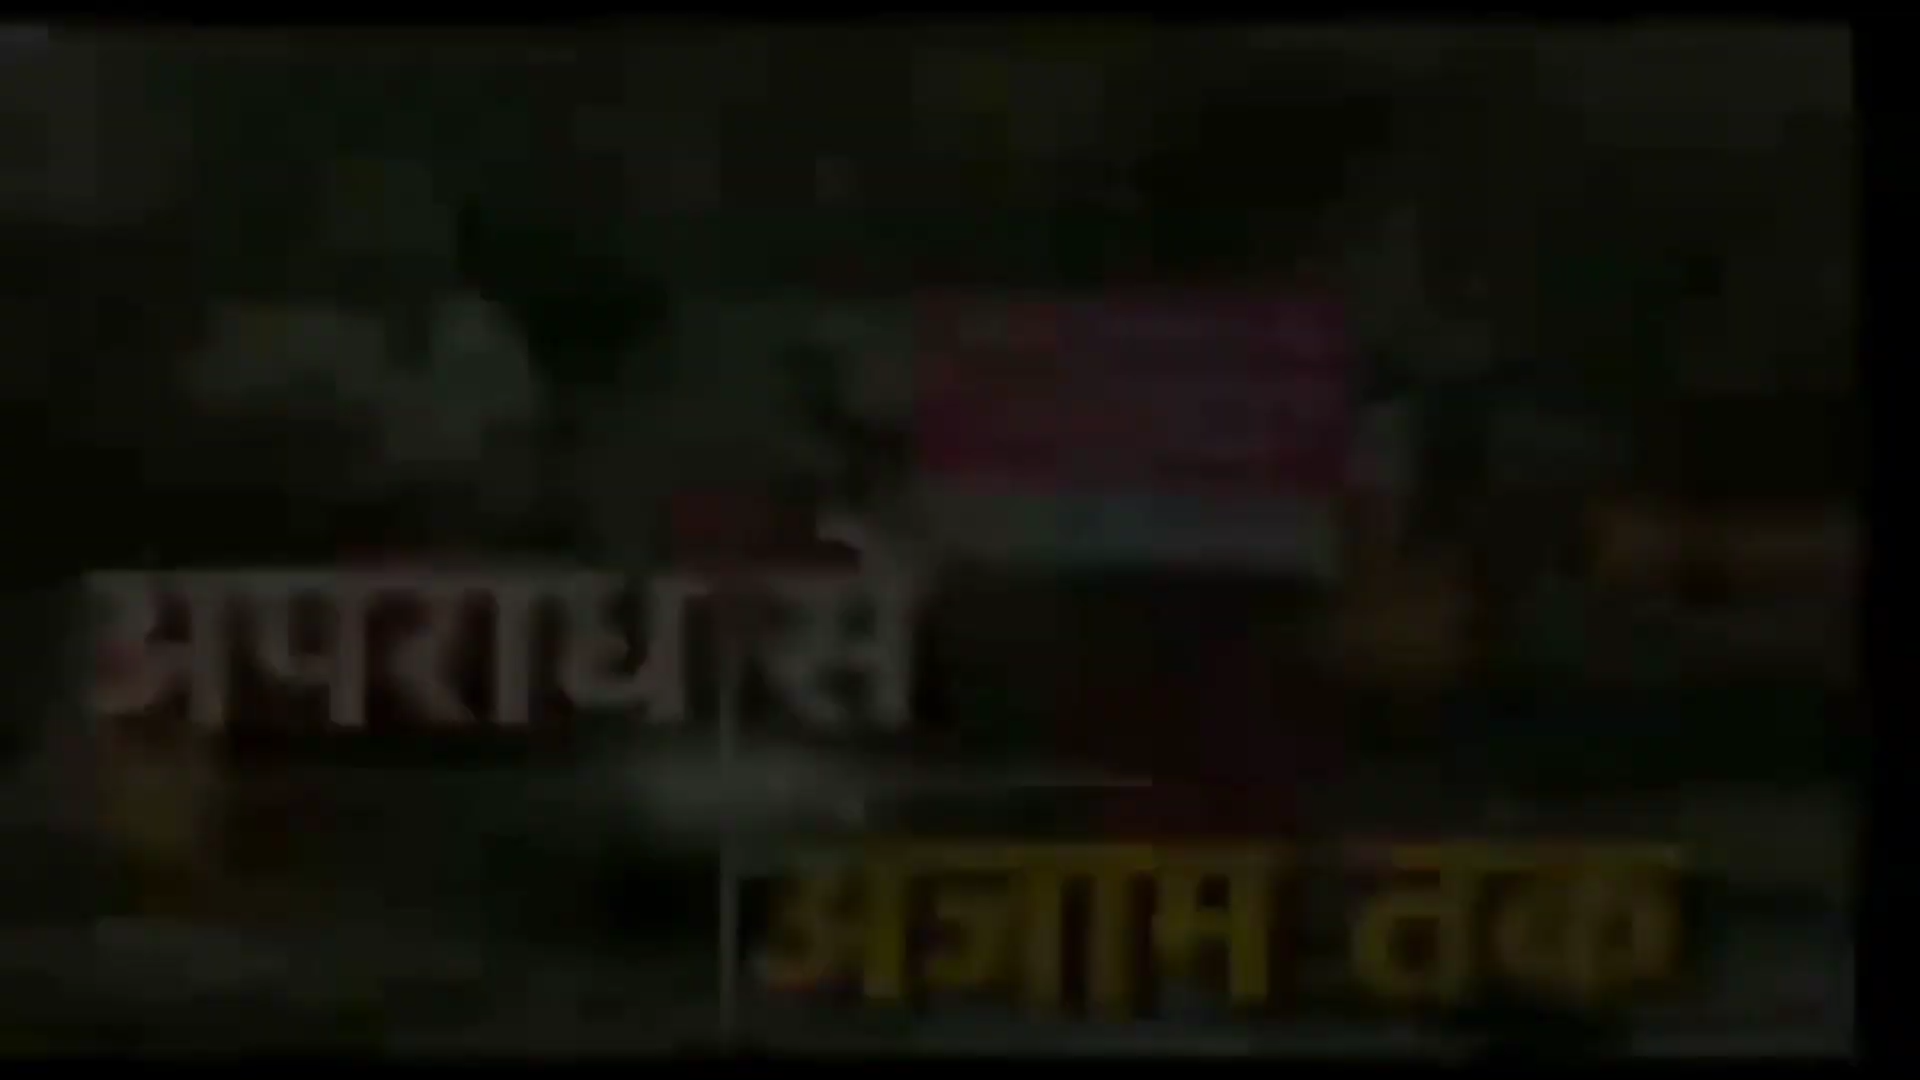 अपराध से
अंजाम तक